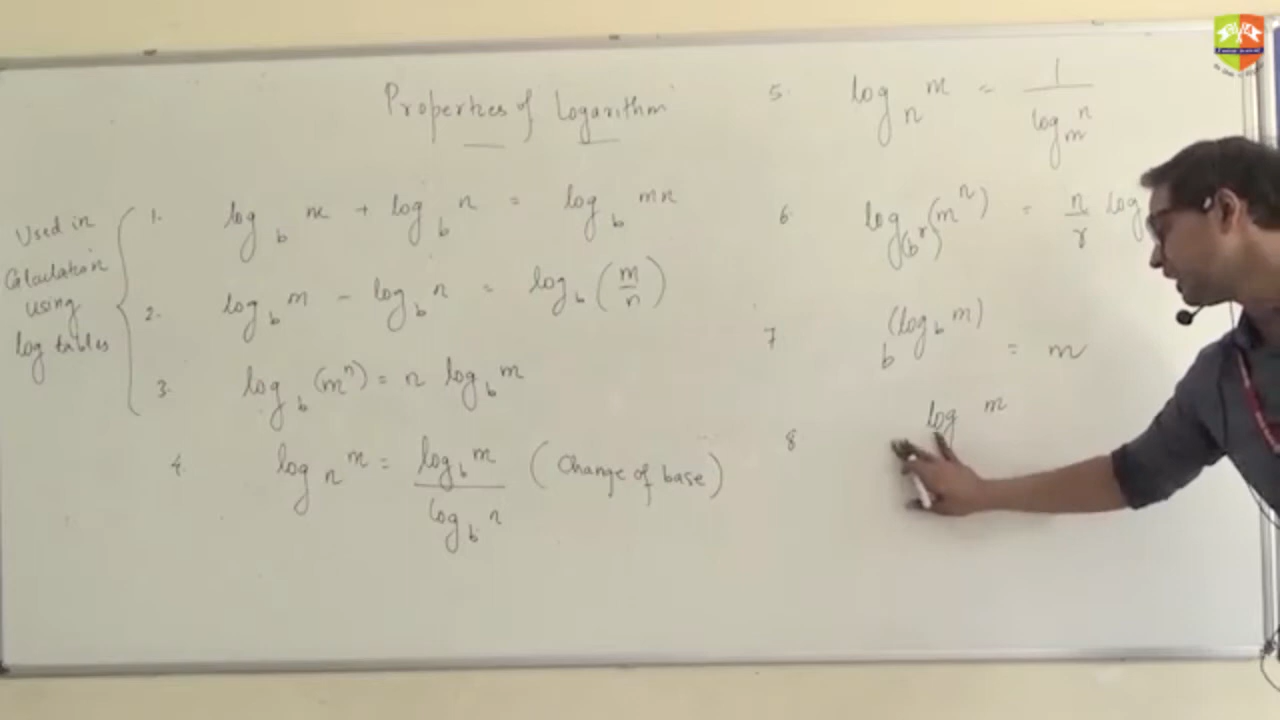 Properties of Logarithm
Used in
Calculation
using
log tables
1. log_b m + log_b n = log_b mn
2. log_b m - log_b n = log_b (m/n)
3. log_b (m^n) = n log_b m
4. log_n m = log_b m / log_b n (Change of base)
5. log_n m = 1 / log_m n
6. log_(b^r) (m^n) = n/r log
7 b^(log_b m) = m
8 log m